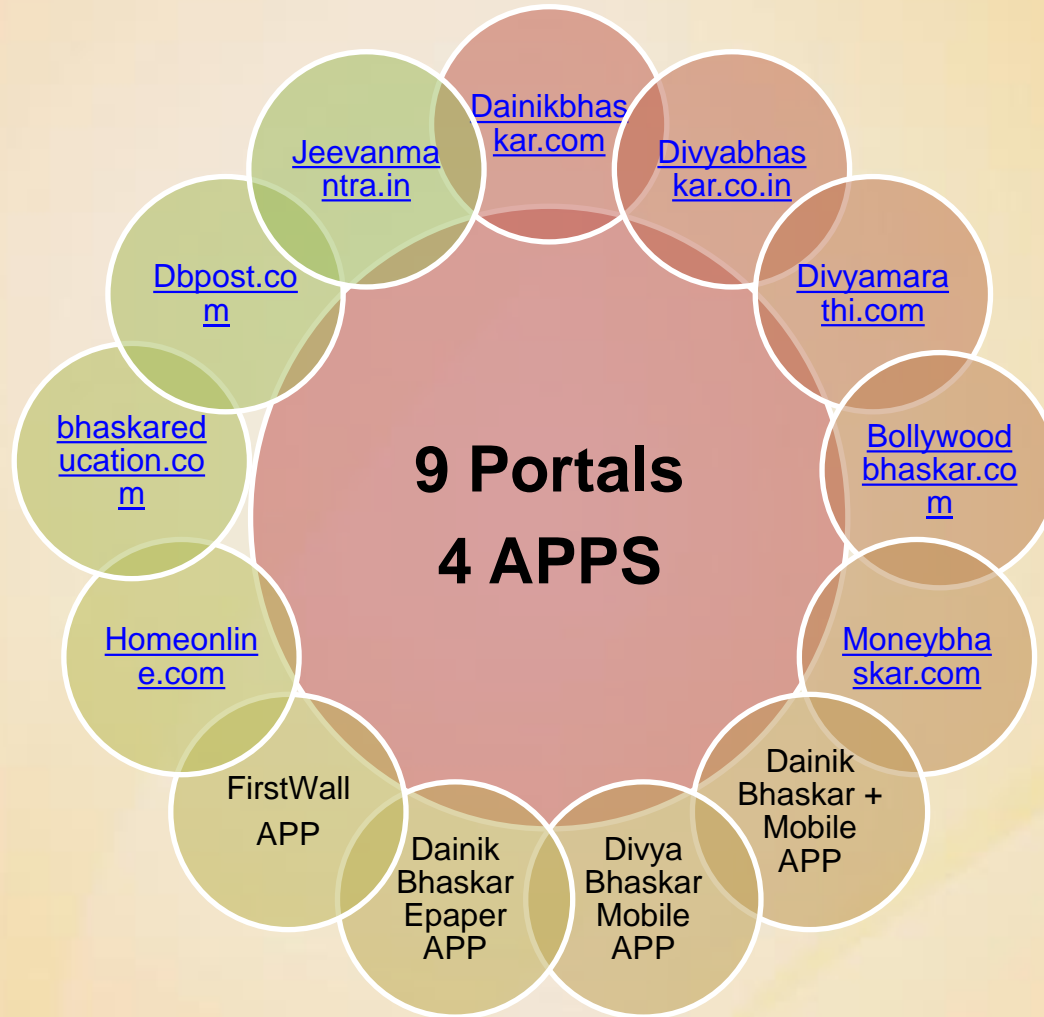 Dainikbhas
kar.com
Divyabhas
kar.co.in
Divyamara
thi.com
Bollywood
bhaskar.co
m
Moneybha
skar.com
Dainik
Bhaskar +
Mobile
APP
Divya
Bhaskar
Mobile
APP
Dainik
Bhaskar
Epaper
APP
FirstWall
APP
Homeonlin
e.com
bhaskared
ucation.co
m
Dbpost.co
m
Jeevanma
ntra.in
9 Portals
4 APPS